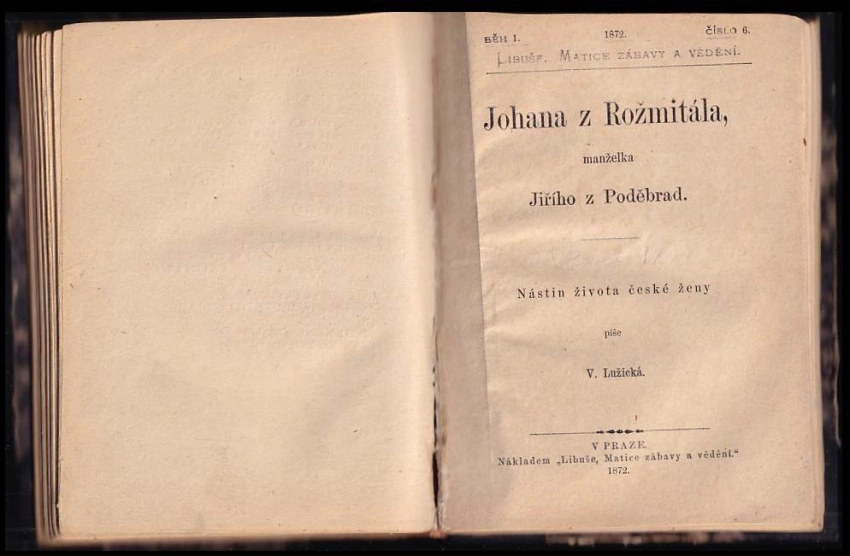 BĚH 1. 1872. ČÍSLO 6.
LIBUŠE. MATICE ZÁBAVY A VĚDĚNÍ.
Johana z Rožmitála,
manželka
Jiřího z Poděbrad.
Nástin života české ženy
píše
V. Lužická.
V PRAZE.
Nákladem „Libuše, Matice zábavy a vědění.“
1872.